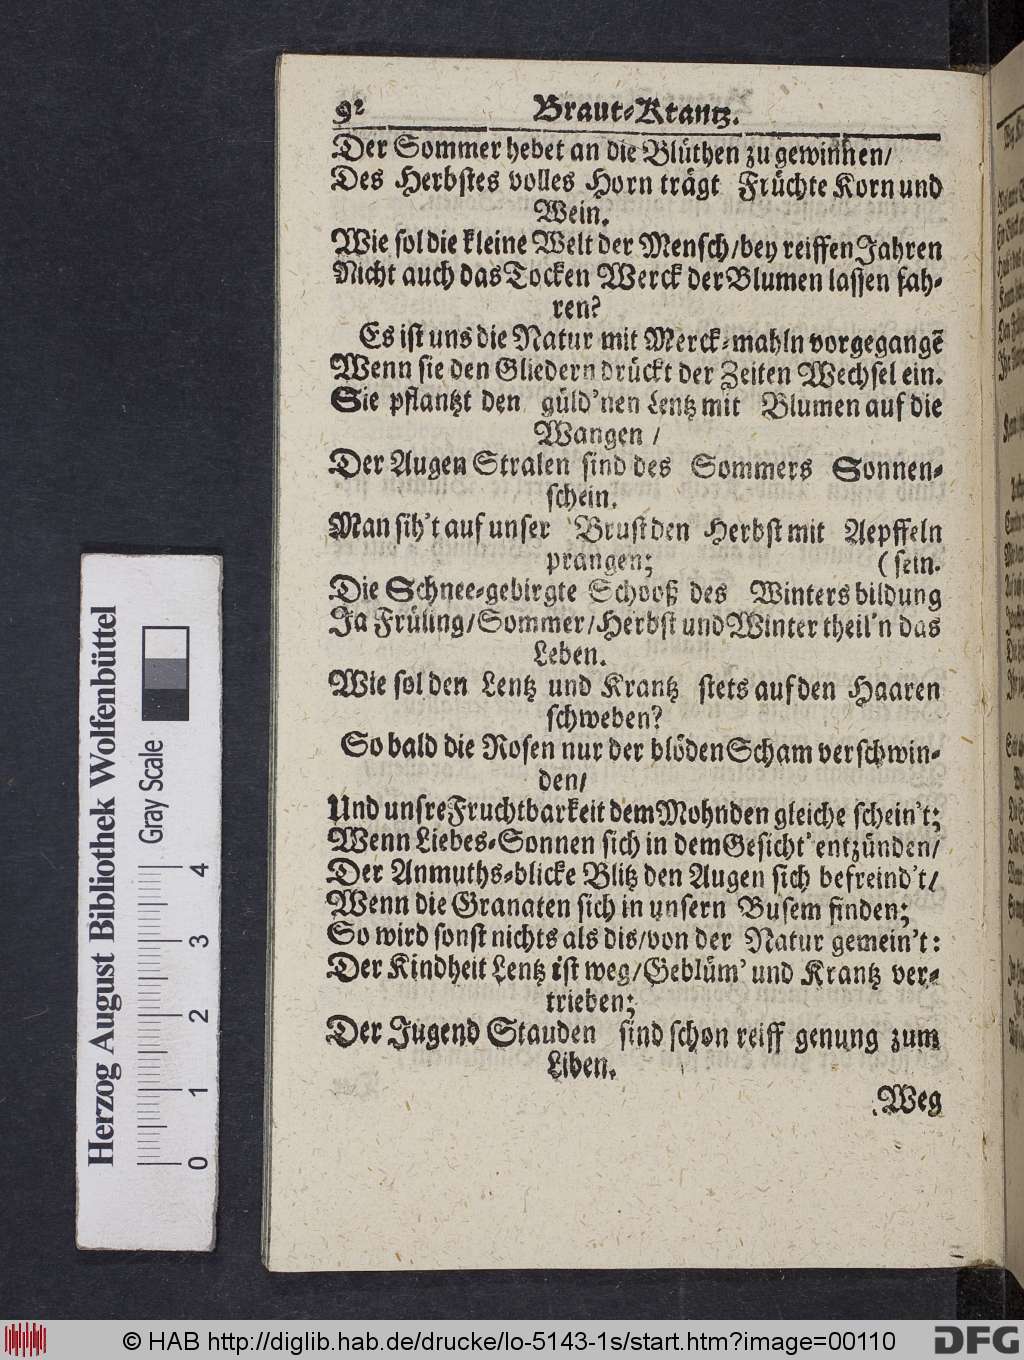 92 Braut-Krantz.
Der Sommer hebet an die Blüthen zu gewinnen/
Des Herbstes volles Horn trägt Früchte Korn und
Wein.
Wie sol die kleine Welt der Mensch/bey reiffen Jahren
Nicht auch das Tocken Werck der Blumen lassen fah-
ren?
Es ist uns die Natur mit Merck-mahln vorgegangẽ
Wenn sie den Gliedern drückt der Zeiten Wechsel ein.
Sie pflantzt den güld'nen Lentz mit Blumen auf die
Wangen /
Der Augen Stralen sind des Sommers Sonnen-
schein.
Man sih't auf unser Brust den Herbst mit Aepffeln
prangen; (sein.
Die Schnee-gebirgte Schooß des Winters bildung
Ja Früling/Sommer/Herbst und Winter theil'n das
Leben.
Wie sol den Lentz und Krantz stets auf den Haaren
schweben?
So bald die Rosen nur der blöden Scham verschwin-
den/
Und unsre Fruchtbarkeit dem Mohnden gleiche schein't;
Wenn Liebes-Sonnen sich in dem Gesicht' entzünden/
Der Anmuths-blicke Blitz den Augen sich befreind't/
Wenn die Granaten sich in unsern Busem finden;
So wird sonst nichts als dis/von der Natur gemein't:
Der Kindheit Lentz ist weg/Geblüm' und Krantz ver-
trieben;
Der Jugend Stauden sind schon reiff genung zum
Liben.
Weg
Herzog August Bibliothek Wolfenbüttel
Gray Scale
0 1 2 3 4
© HAB http://diglib.hab.de/drucke/lo-5143-1s/start.htm?image=00110
DFG